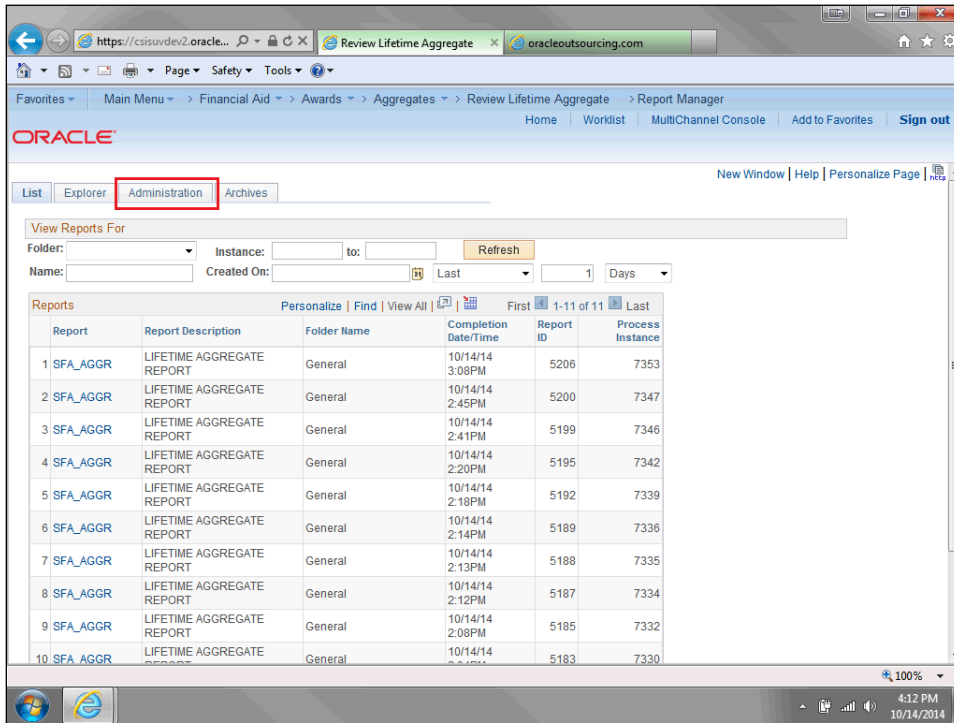 https://csisuvdev2.oracle... Review Lifetime Aggregate oracleoutsourcing.com
Page Safety Tools
Favorites Main Menu > Financial Aid > Awards > Aggregates > Review Lifetime Aggregate > Report Manager
Home | Worklist | MultiChannel Console | Add to Favorites | Sign out
ORACLE
New Window | Help | Personalize Page | http
List Explorer Administration Archives
View Reports For
Folder: Instance: to: Refresh
Name: Created On: 31 Last 1 Days
Reports Personalize | Find | View All | | First 1-11 of 11 Last
Report Report Description Folder Name Completion Date/Time Report ID Process Instance
1 SFA_AGGR LIFETIME AGGREGATE REPORT General 10/14/14 3:08PM 5206 7353
2 SFA_AGGR LIFETIME AGGREGATE REPORT General 10/14/14 2:45PM 5200 7347
3 SFA_AGGR LIFETIME AGGREGATE REPORT General 10/14/14 2:41PM 5199 7346
4 SFA_AGGR LIFETIME AGGREGATE REPORT General 10/14/14 2:20PM 5195 7342
5 SFA_AGGR LIFETIME AGGREGATE REPORT General 10/14/14 2:18PM 5192 7339
6 SFA_AGGR LIFETIME AGGREGATE REPORT General 10/14/14 2:14PM 5189 7336
7 SFA_AGGR LIFETIME AGGREGATE REPORT General 10/14/14 2:13PM 5188 7335
8 SFA_AGGR LIFETIME AGGREGATE REPORT General 10/14/14 2:12PM 5187 7334
9 SFA_AGGR LIFETIME AGGREGATE REPORT General 10/14/14 2:08PM 5185 7332
10 SFA_AGGR LIFETIME AGGREGATE General 10/14/14 5183 7330
100%
4:12 PM
10/14/2014